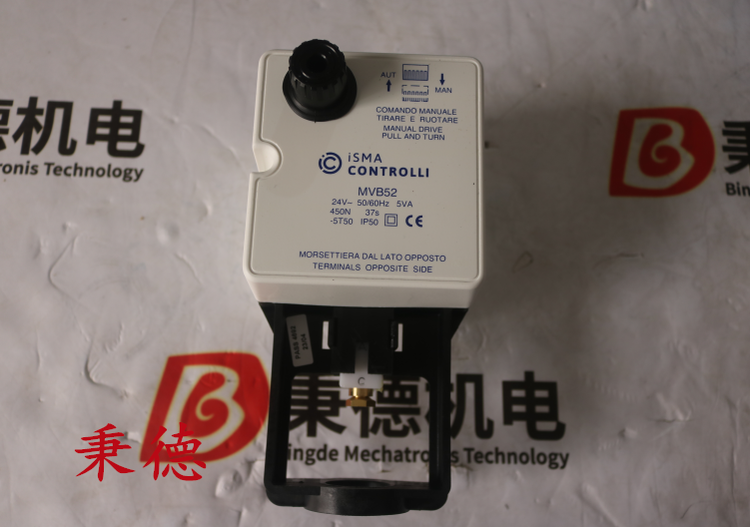 AUT
MAN
COMANDO MANUALE
TIRARE E RUOTARE
MANUAL DRIVE
PULL AND TURN
iSMA
CONTROLLI
MVB52
24V~ 50/60Hz 5VA
450N 37s
-5T50 IP50 CE
MORSETTIERA DAL LATO OPPOSTO
TERMINALS OPPOSITE SIDE
德机电
Mechatronis Technology
秉
Bin
C
秉德机电
Bingde Mechatronics Technology
秉德